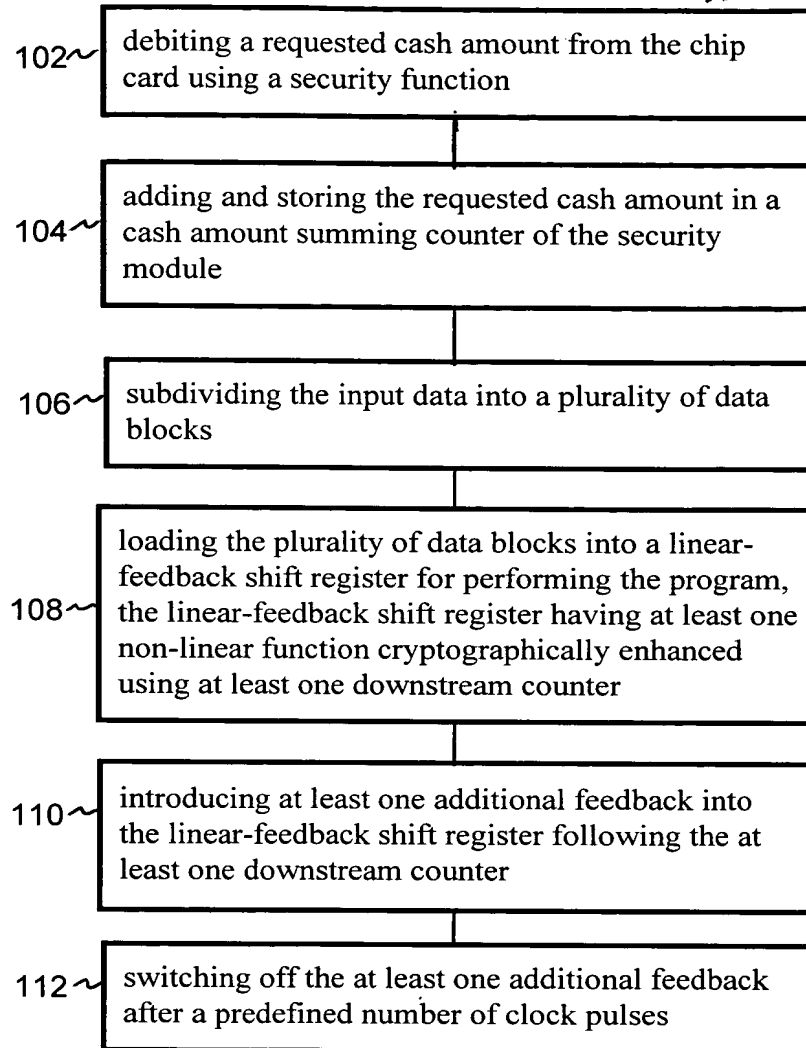 102
debiting a requested cash amount from the chip
card using a security function
104
adding and storing the requested cash amount in a
cash amount summing counter of the security
module
106
subdividing the input data into a plurality of data
blocks
108
loading the plurality of data blocks into a linear-
feedback shift register for performing the program,
the linear-feedback shift register having at least one
non-linear function cryptographically enhanced
using at least one downstream counter
110
introducing at least one additional feedback into
the linear-feedback shift register following the at
least one downstream counter
112
switching off the at least one additional feedback
after a predefined number of clock pulses